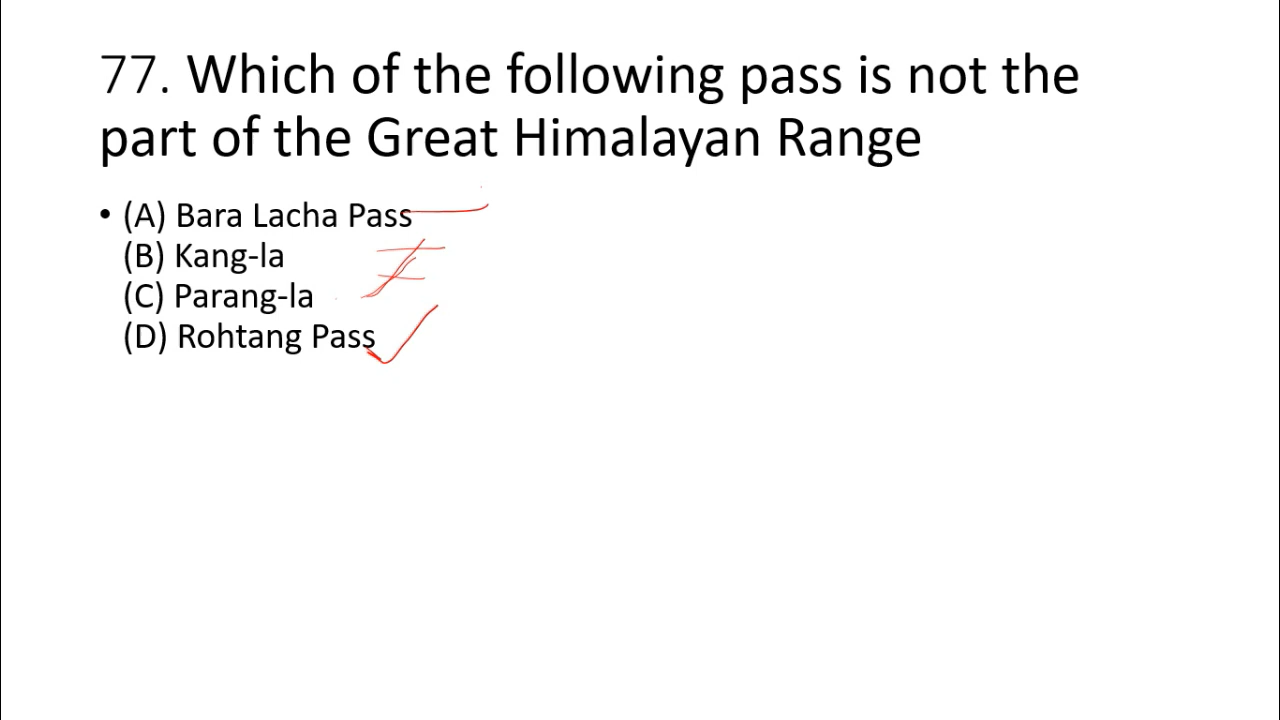 77. Which of the following pass is not the
part of the Great Himalayan Range
• (A) Bara Lacha Pass
(B) Kang-la
(C) Parang-la
(D) Rohtang Pass